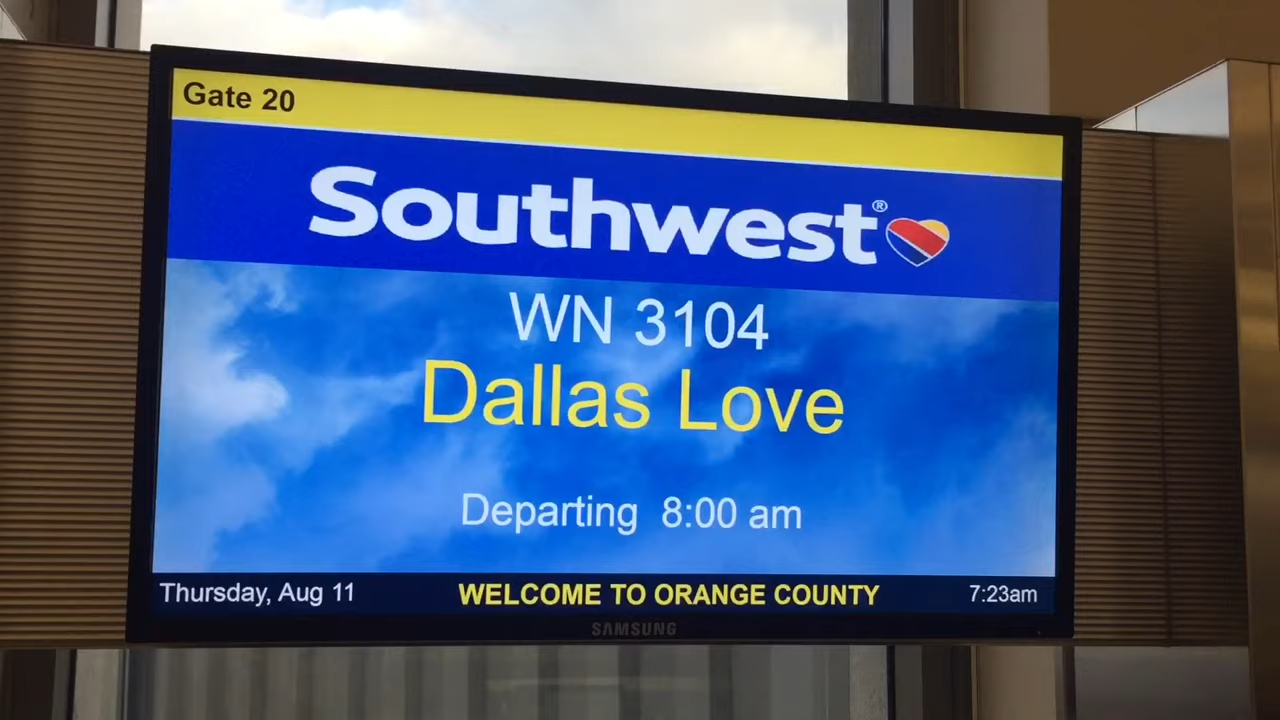 Gate 20
Southwest®
WN 3104
Dallas Love
Departing 8:00 am
Thursday, Aug 11 WELCOME TO ORANGE COUNTY 7:23am
SAMSUNG